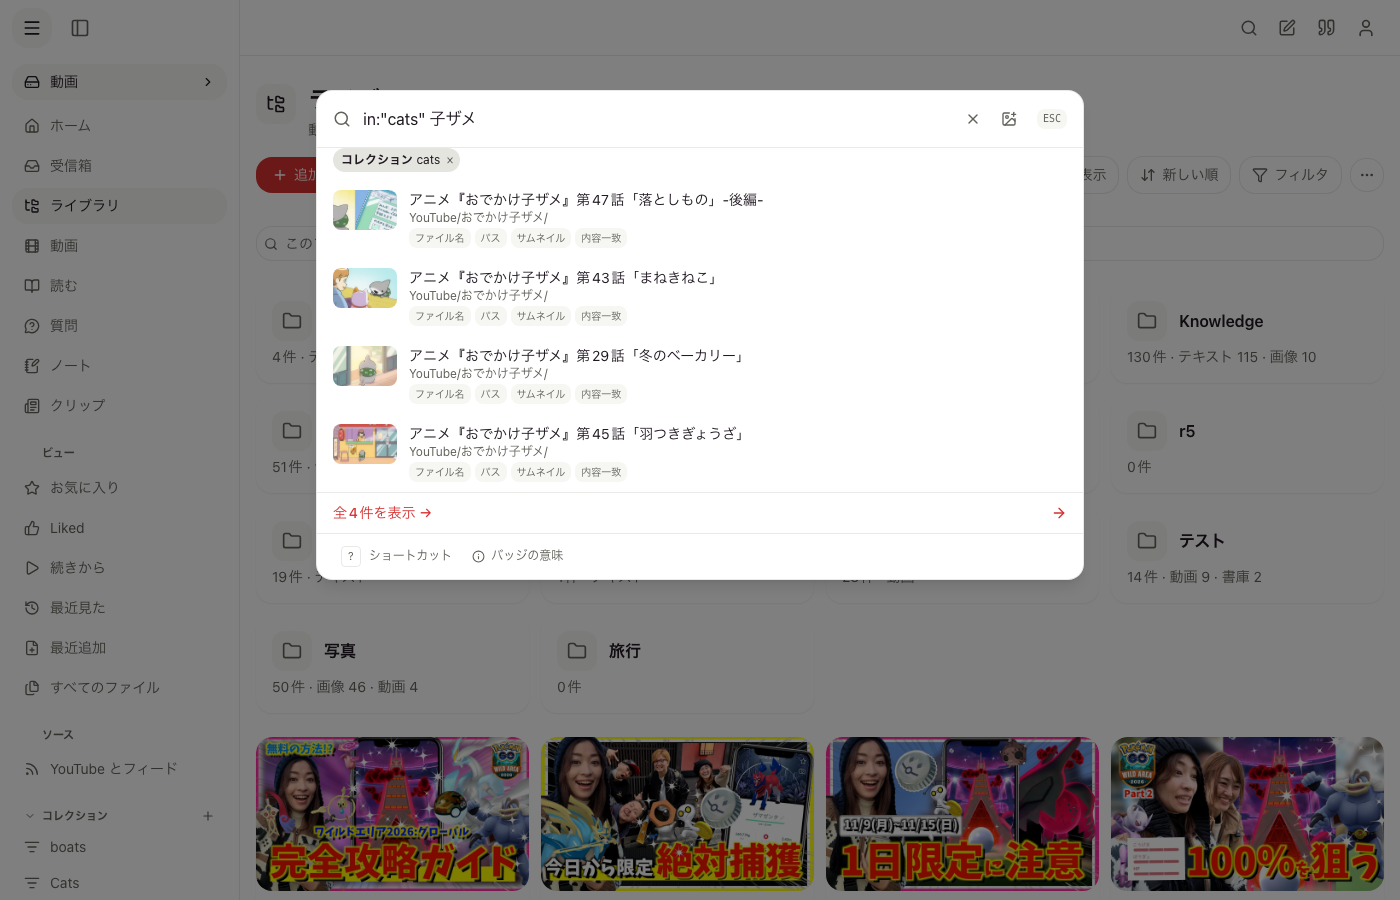 動画
ホーム
受信箱
ライブラリ
動画
読む
質問
ノート
クリップ
ビュー
お気に入り
Liked
続きから
最近見た
最近追加
すべてのファイル
ソース
YouTube とフィード
コレクション
boats
Cats
in:"cats" 子ザメ
ESC
コレクション cats ×
アニメ『おでかけ子ザメ』第47話「落としもの」-後編-
YouTube/おでかけ子ザメ/
ファイル名 パス サムネイル 内容一致
アニメ『おでかけ子ザメ』第43話「まねきねこ」
YouTube/おでかけ子ザメ/
ファイル名 パス サムネイル 内容一致
アニメ『おでかけ子ザメ』第29話「冬のベーカリー」
YouTube/おでかけ子ザメ/
ファイル名 パス サムネイル 内容一致
アニメ『おでかけ子ザメ』第45話「羽つきぎょうざ」
YouTube/おでかけ子ザメ/
ファイル名 パス サムネイル 内容一致
全4件を表示 →
? ショートカット バッジの意味
追加
表示 新しい順 フィルタ
この
4件
Knowledge
130件 · テキスト 115 · 画像 10
51件
r5
0件
19件
テスト
14件 · 動画 9 · 書庫 2
写真
50件 · 画像 46 · 動画 4
旅行
0件
無料の方法!?
Pokémon GO WILD AREA 2026
ワイルドエリア2026:グローバル
完全攻略ガイド
今日から限定 絶対捕獲
11/9(月)~11/15(日)
1日限定に注意
Pokémon GO WILD AREA 2026
Part 2
100%を狙う